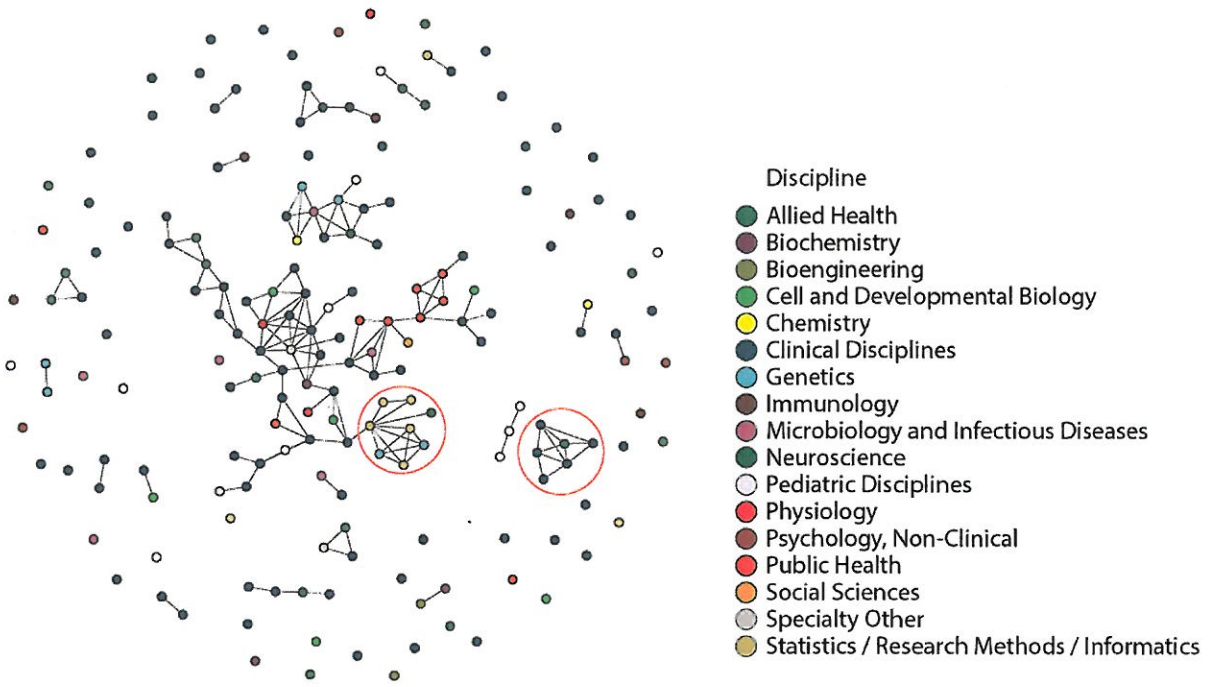 Discipline
Allied Health
Biochemistry
Bioengineering
Cell and Developmental Biology
Chemistry
Clinical Disciplines
Genetics
Immunology
Microbiology and Infectious Diseases
Neuroscience
Pediatric Disciplines
Physiology
Psychology, Non-Clinical
Public Health
Social Sciences
Specialty Other
Statistics / Research Methods / Informatics